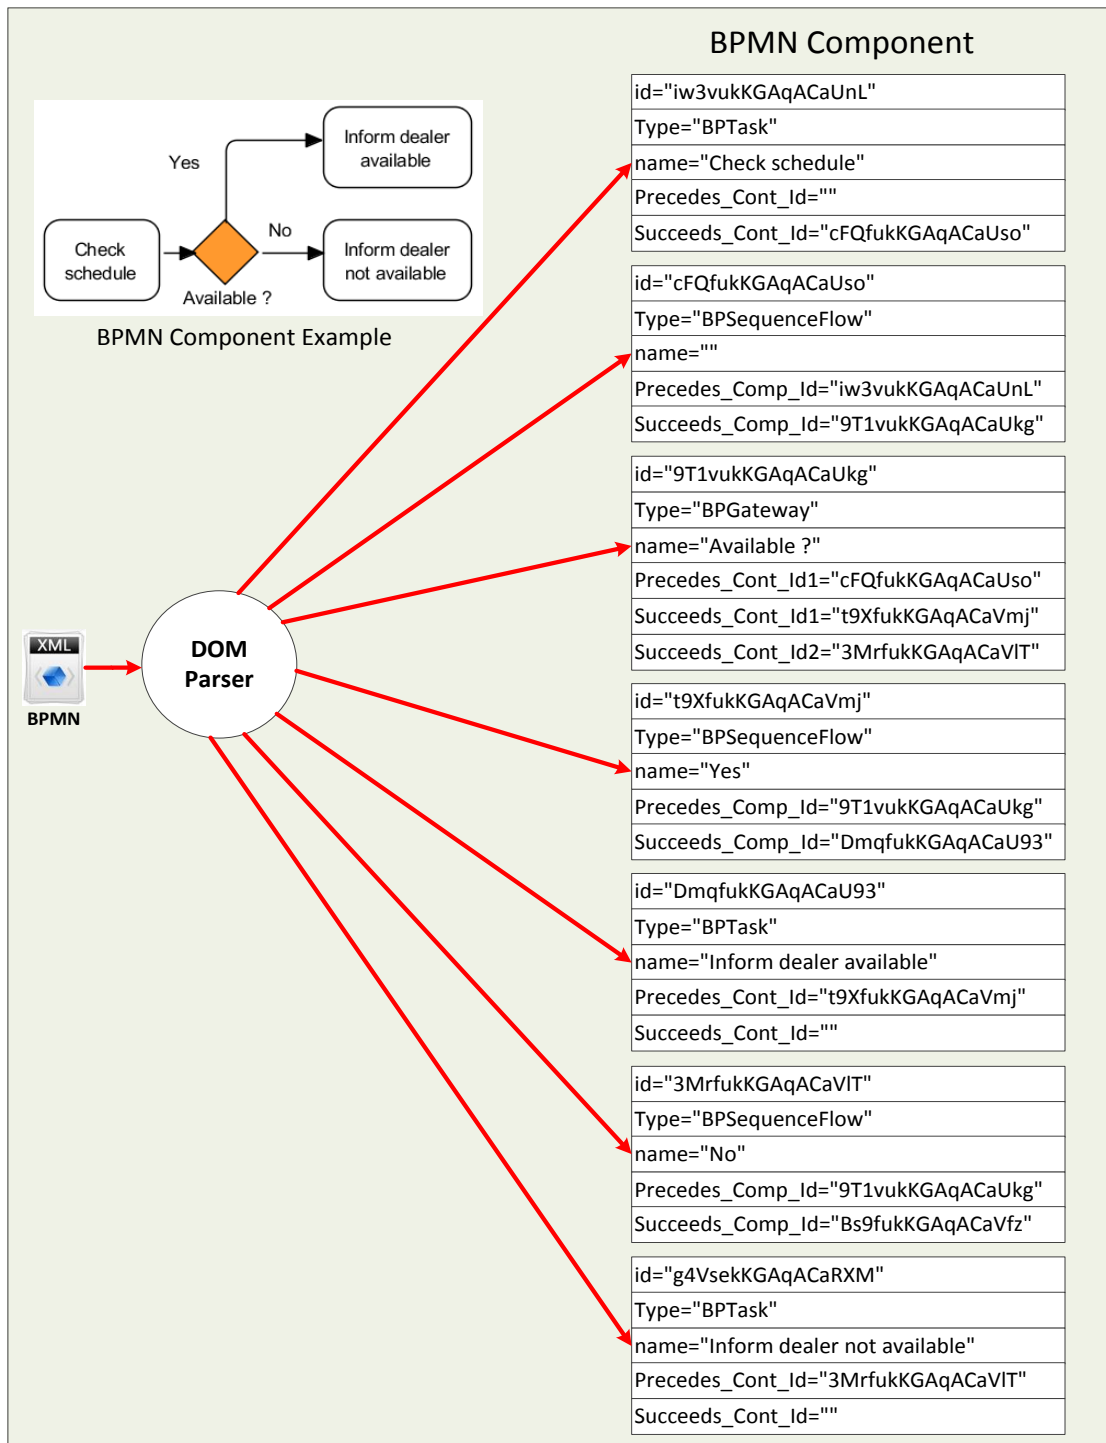 BPMN Component
Yes
Inform dealer
available
Check
schedule
No
Inform dealer
not available
Available ?
BPMN Component Example
XML
BPMN
DOM
Parser
id="iw3vukKGAqACaUnL"
Type="BPTask"
name="Check schedule"
Precedes_Cont_Id=""
Succeeds_Cont_Id="cFQfukKGAqACaUso"
id="cFQfukKGAqACaUso"
Type="BPSequenceFlow"
name=""
Precedes_Comp_Id="iw3vukKGAqACaUnL"
Succeeds_Comp_Id="9T1vukKGAqACaUkg"
id="9T1vukKGAqACaUkg"
Type="BPGateway"
name="Available ?"
Precedes_Cont_Id1="cFQfukKGAqACaUso"
Succeeds_Cont_Id1="t9XfukKGAqACaVmj"
Succeeds_Cont_Id2="3MrfukKGAqACaVlT"
id="t9XfukKGAqACaVmj"
Type="BPSequenceFlow"
name="Yes"
Precedes_Comp_Id="9T1vukKGAqACaUkg"
Succeeds_Comp_Id="DmqfukKGAqACaU93"
id="DmqfukKGAqACaU93"
Type="BPTask"
name="Inform dealer available"
Precedes_Cont_Id="t9XfukKGAqACaVmj"
Succeeds_Cont_Id=""
id="3MrfukKGAqACaVlT"
Type="BPSequenceFlow"
name="No"
Precedes_Comp_Id="9T1vukKGAqACaUkg"
Succeeds_Comp_Id="Bs9fukKGAqACaVfz"
id="g4VsekKGAqACaRXM"
Type="BPTask"
name="Inform dealer not available"
Precedes_Cont_Id="3MrfukKGAqACaVlT"
Succeeds_Cont_Id=""